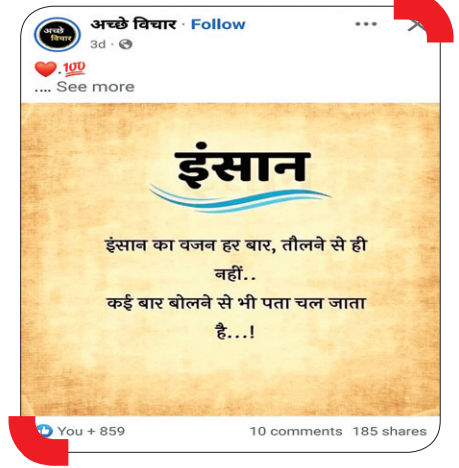 अच्छे विचार
अच्छे विचार · Follow
3d ·
❤️.💯
.... See more
इंसान
इंसान का वजन हर बार, तौलने से ही
नहीं..
कई बार बोलने से भी पता चल जाता
है...!
You + 859 10 comments 185 shares